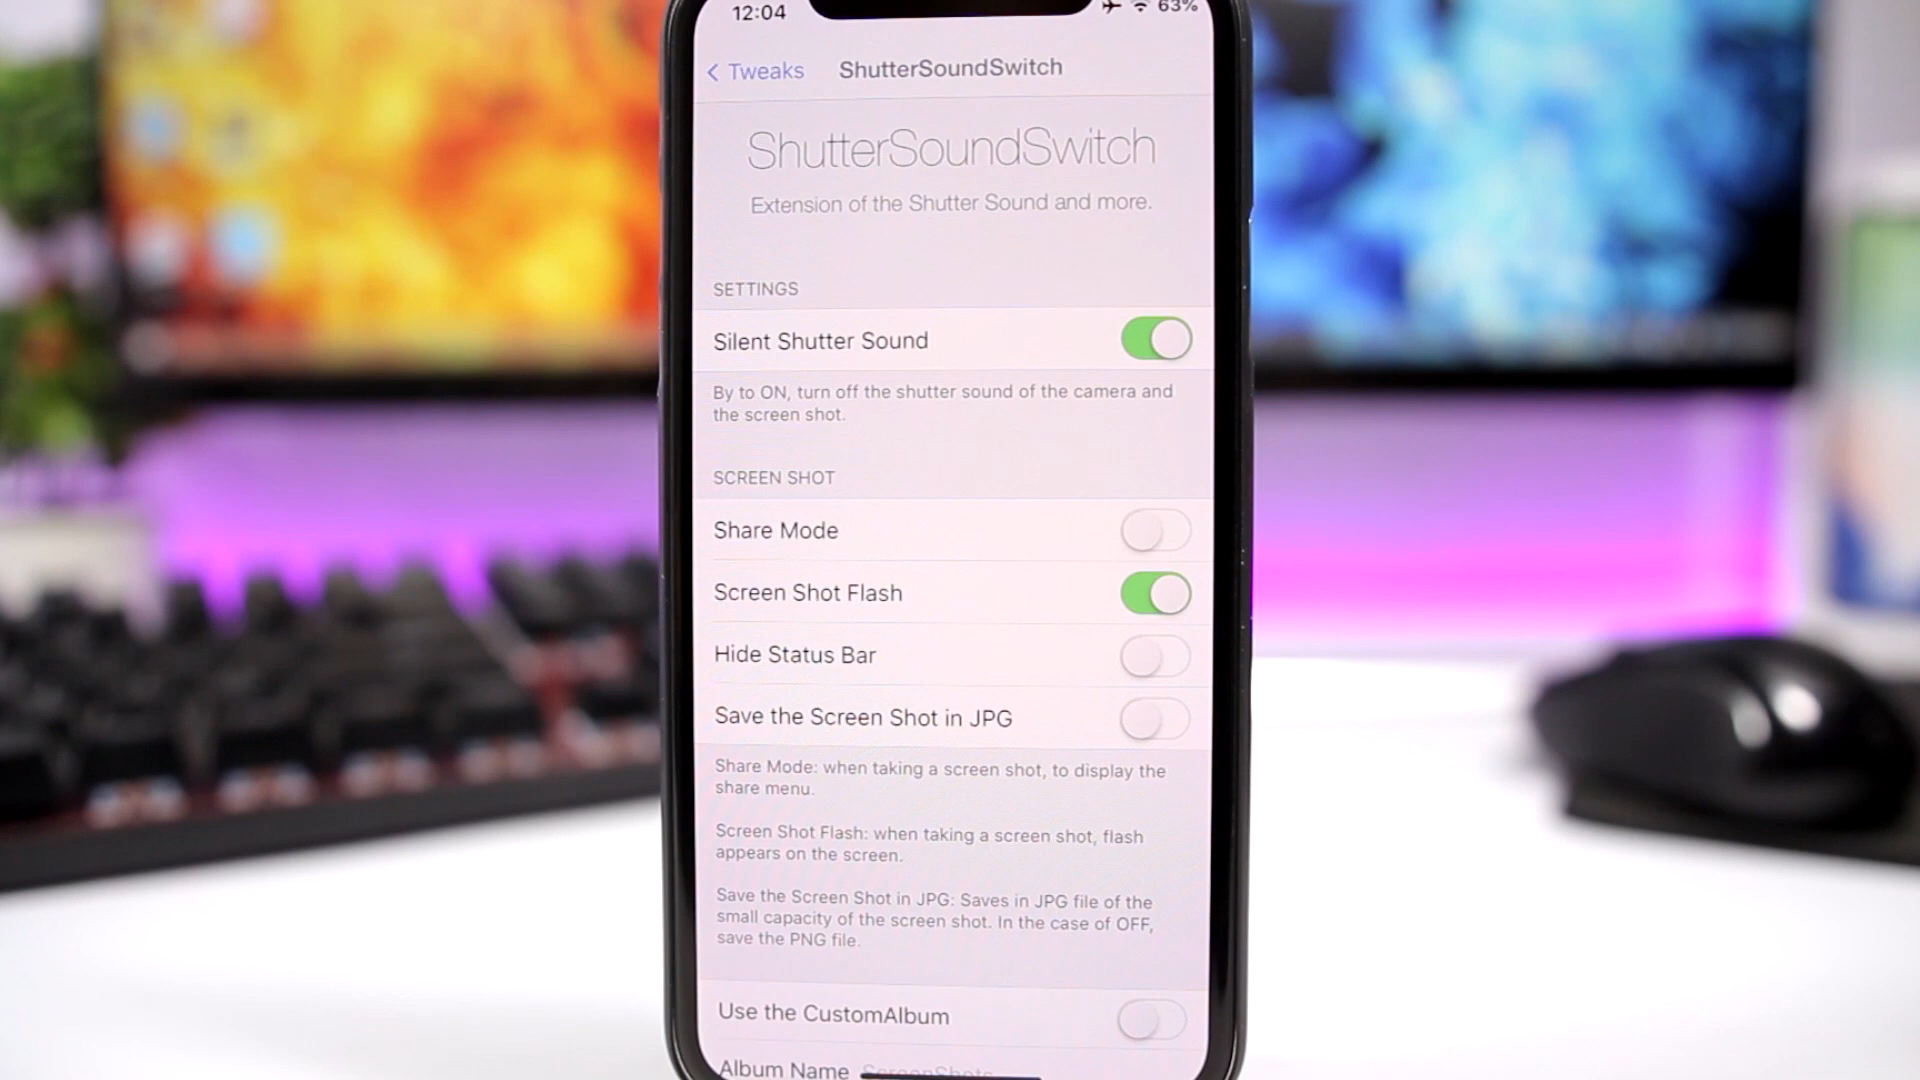 12:04 63%
Tweaks ShutterSoundSwitch
ShutterSoundSwitch
Extension of the Shutter Sound and more.
SETTINGS
Silent Shutter Sound
By to ON, turn off the shutter sound of the camera and
the screen shot.
SCREEN SHOT
Share Mode
Screen Shot Flash
Hide Status Bar
Save the Screen Shot in JPG
Share Mode: when taking a screen shot, to display the
share menu.
Screen Shot Flash: when taking a screen shot, flash
appears on the screen.
Save the Screen Shot in JPG: Saves in JPG file of the
small capacity of the screen shot. In the case of OFF,
save the PNG file.
Use the CustomAlbum
Album Name ScreenShots